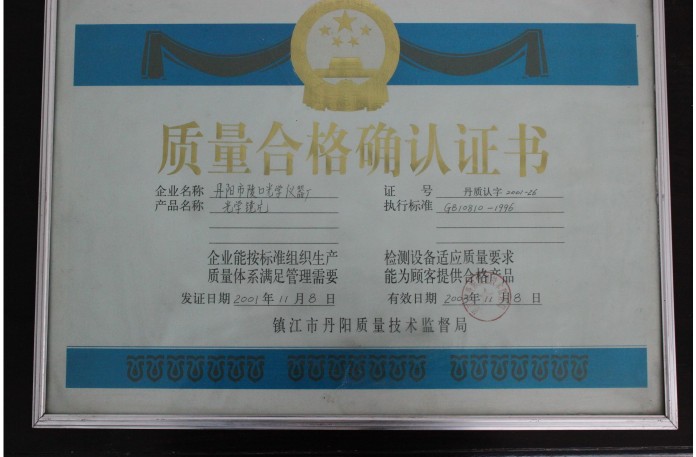 质量合格确认证书
企业名称 丹阳市陵口光学仪器厂
证 号 丹质认字 2001-26
产品名称 光学镜片
执行标准 GB10810-1996
企业能按标准组织生产
检测设备适应质量要求
质量体系满足管理需要
能为顾客提供合格产品
发证日期 2001 年 11 月 8 日
有效日期 2003 年 11 月 8 日
镇江市丹阳质量技术监督局